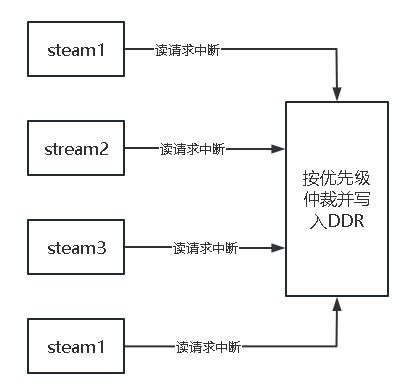 steam1
读请求中断
stream2
读请求中断
按优先级
仲裁并写
入DDR
steam3
读请求中断
steam1
读请求中断